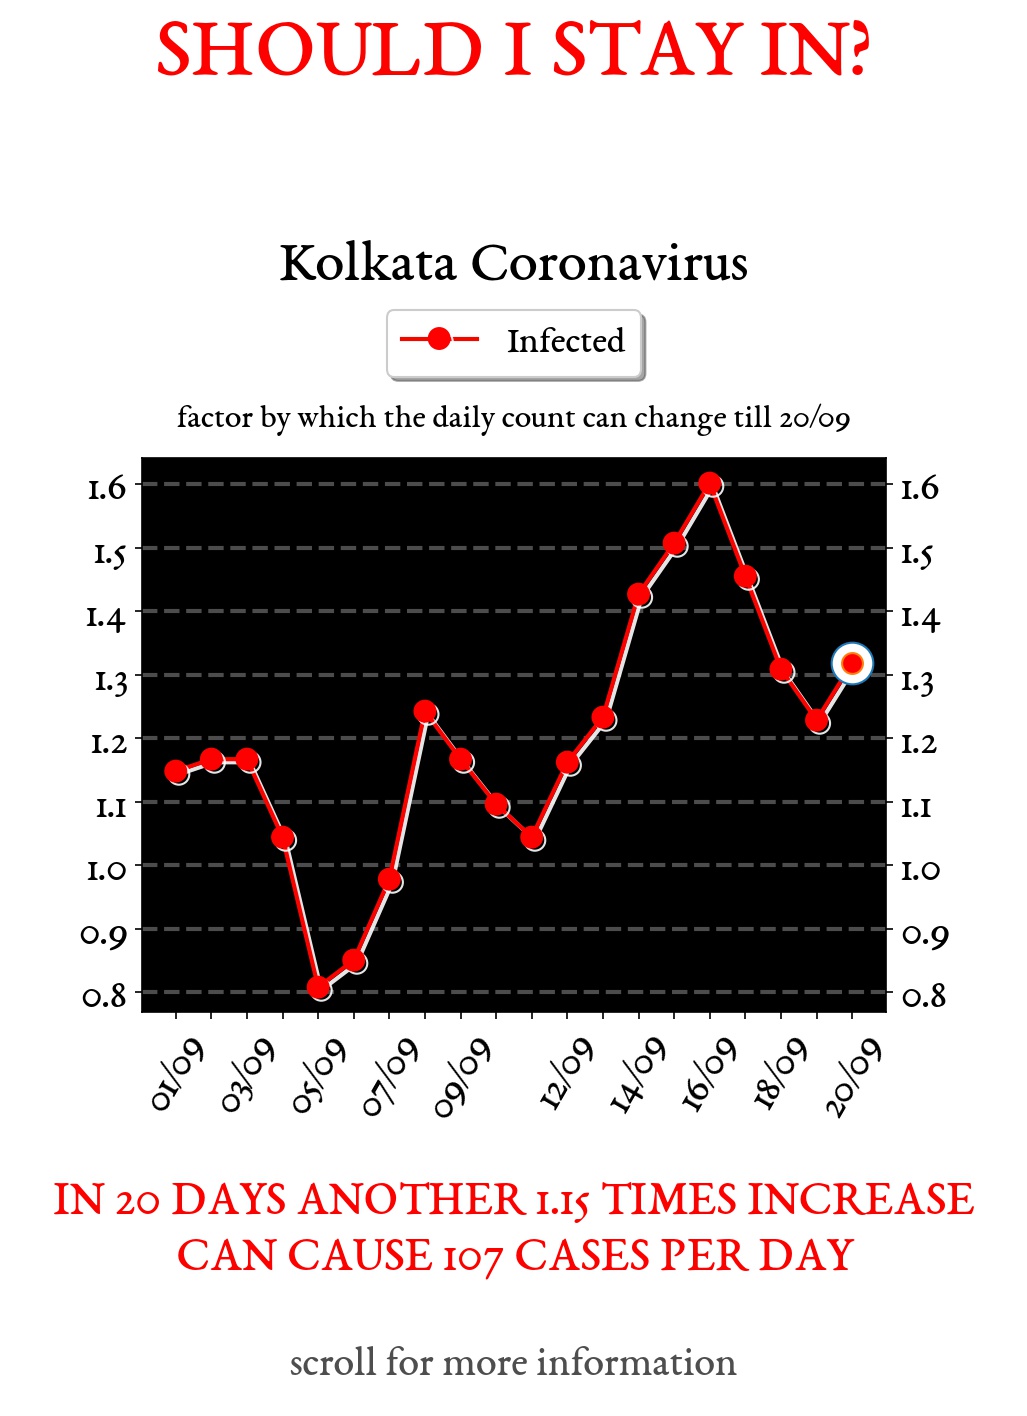 SHOULD I STAY IN?
Kolkata Coronavirus
Infected
factor by which the daily count can change till 20/09
1.6 1.6
1.5 1.5
1.4 1.4
1.3 1.3
1.2 1.2
1.1 1.1
1.0 1.0
0.9 0.9
0.8 0.8
01/09 03/09 05/09 07/09 09/09 12/09 14/09 16/09 18/09 20/09
IN 20 DAYS ANOTHER 1.15 TIMES INCREASE
CAN CAUSE 107 CASES PER DAY
scroll for more information